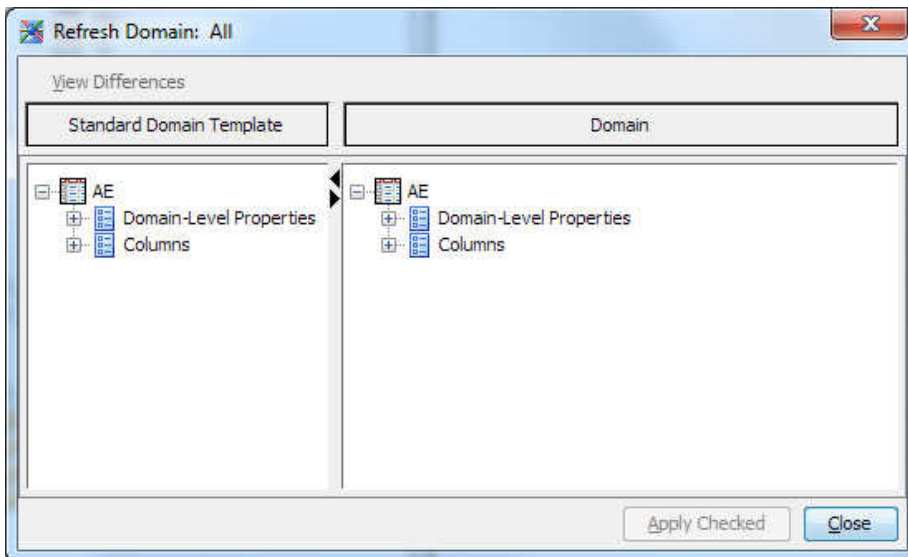 Refresh Domain: All
View Differences
Standard Domain Template
Domain
AE
Domain-Level Properties
Columns
AE
Domain-Level Properties
Columns
Apply Checked
Close